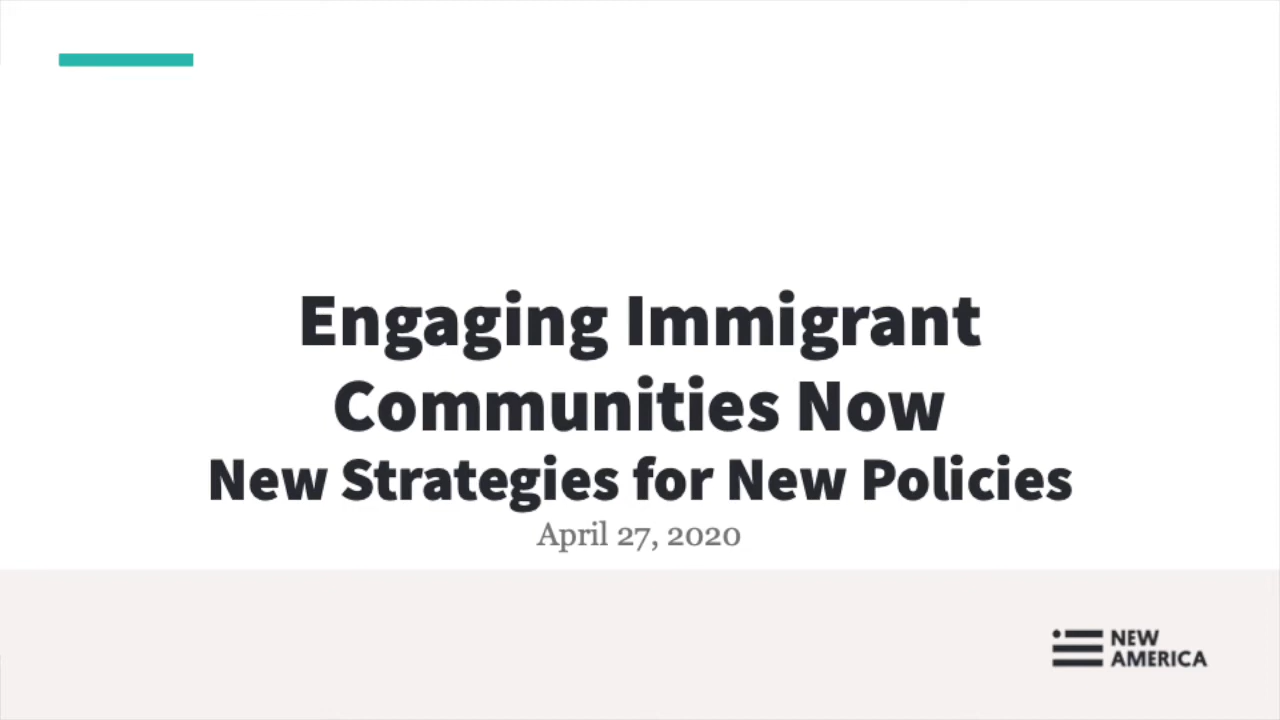 Engaging Immigrant
Communities Now
New Strategies for New Policies
April 27, 2020
NEW
AMERICA